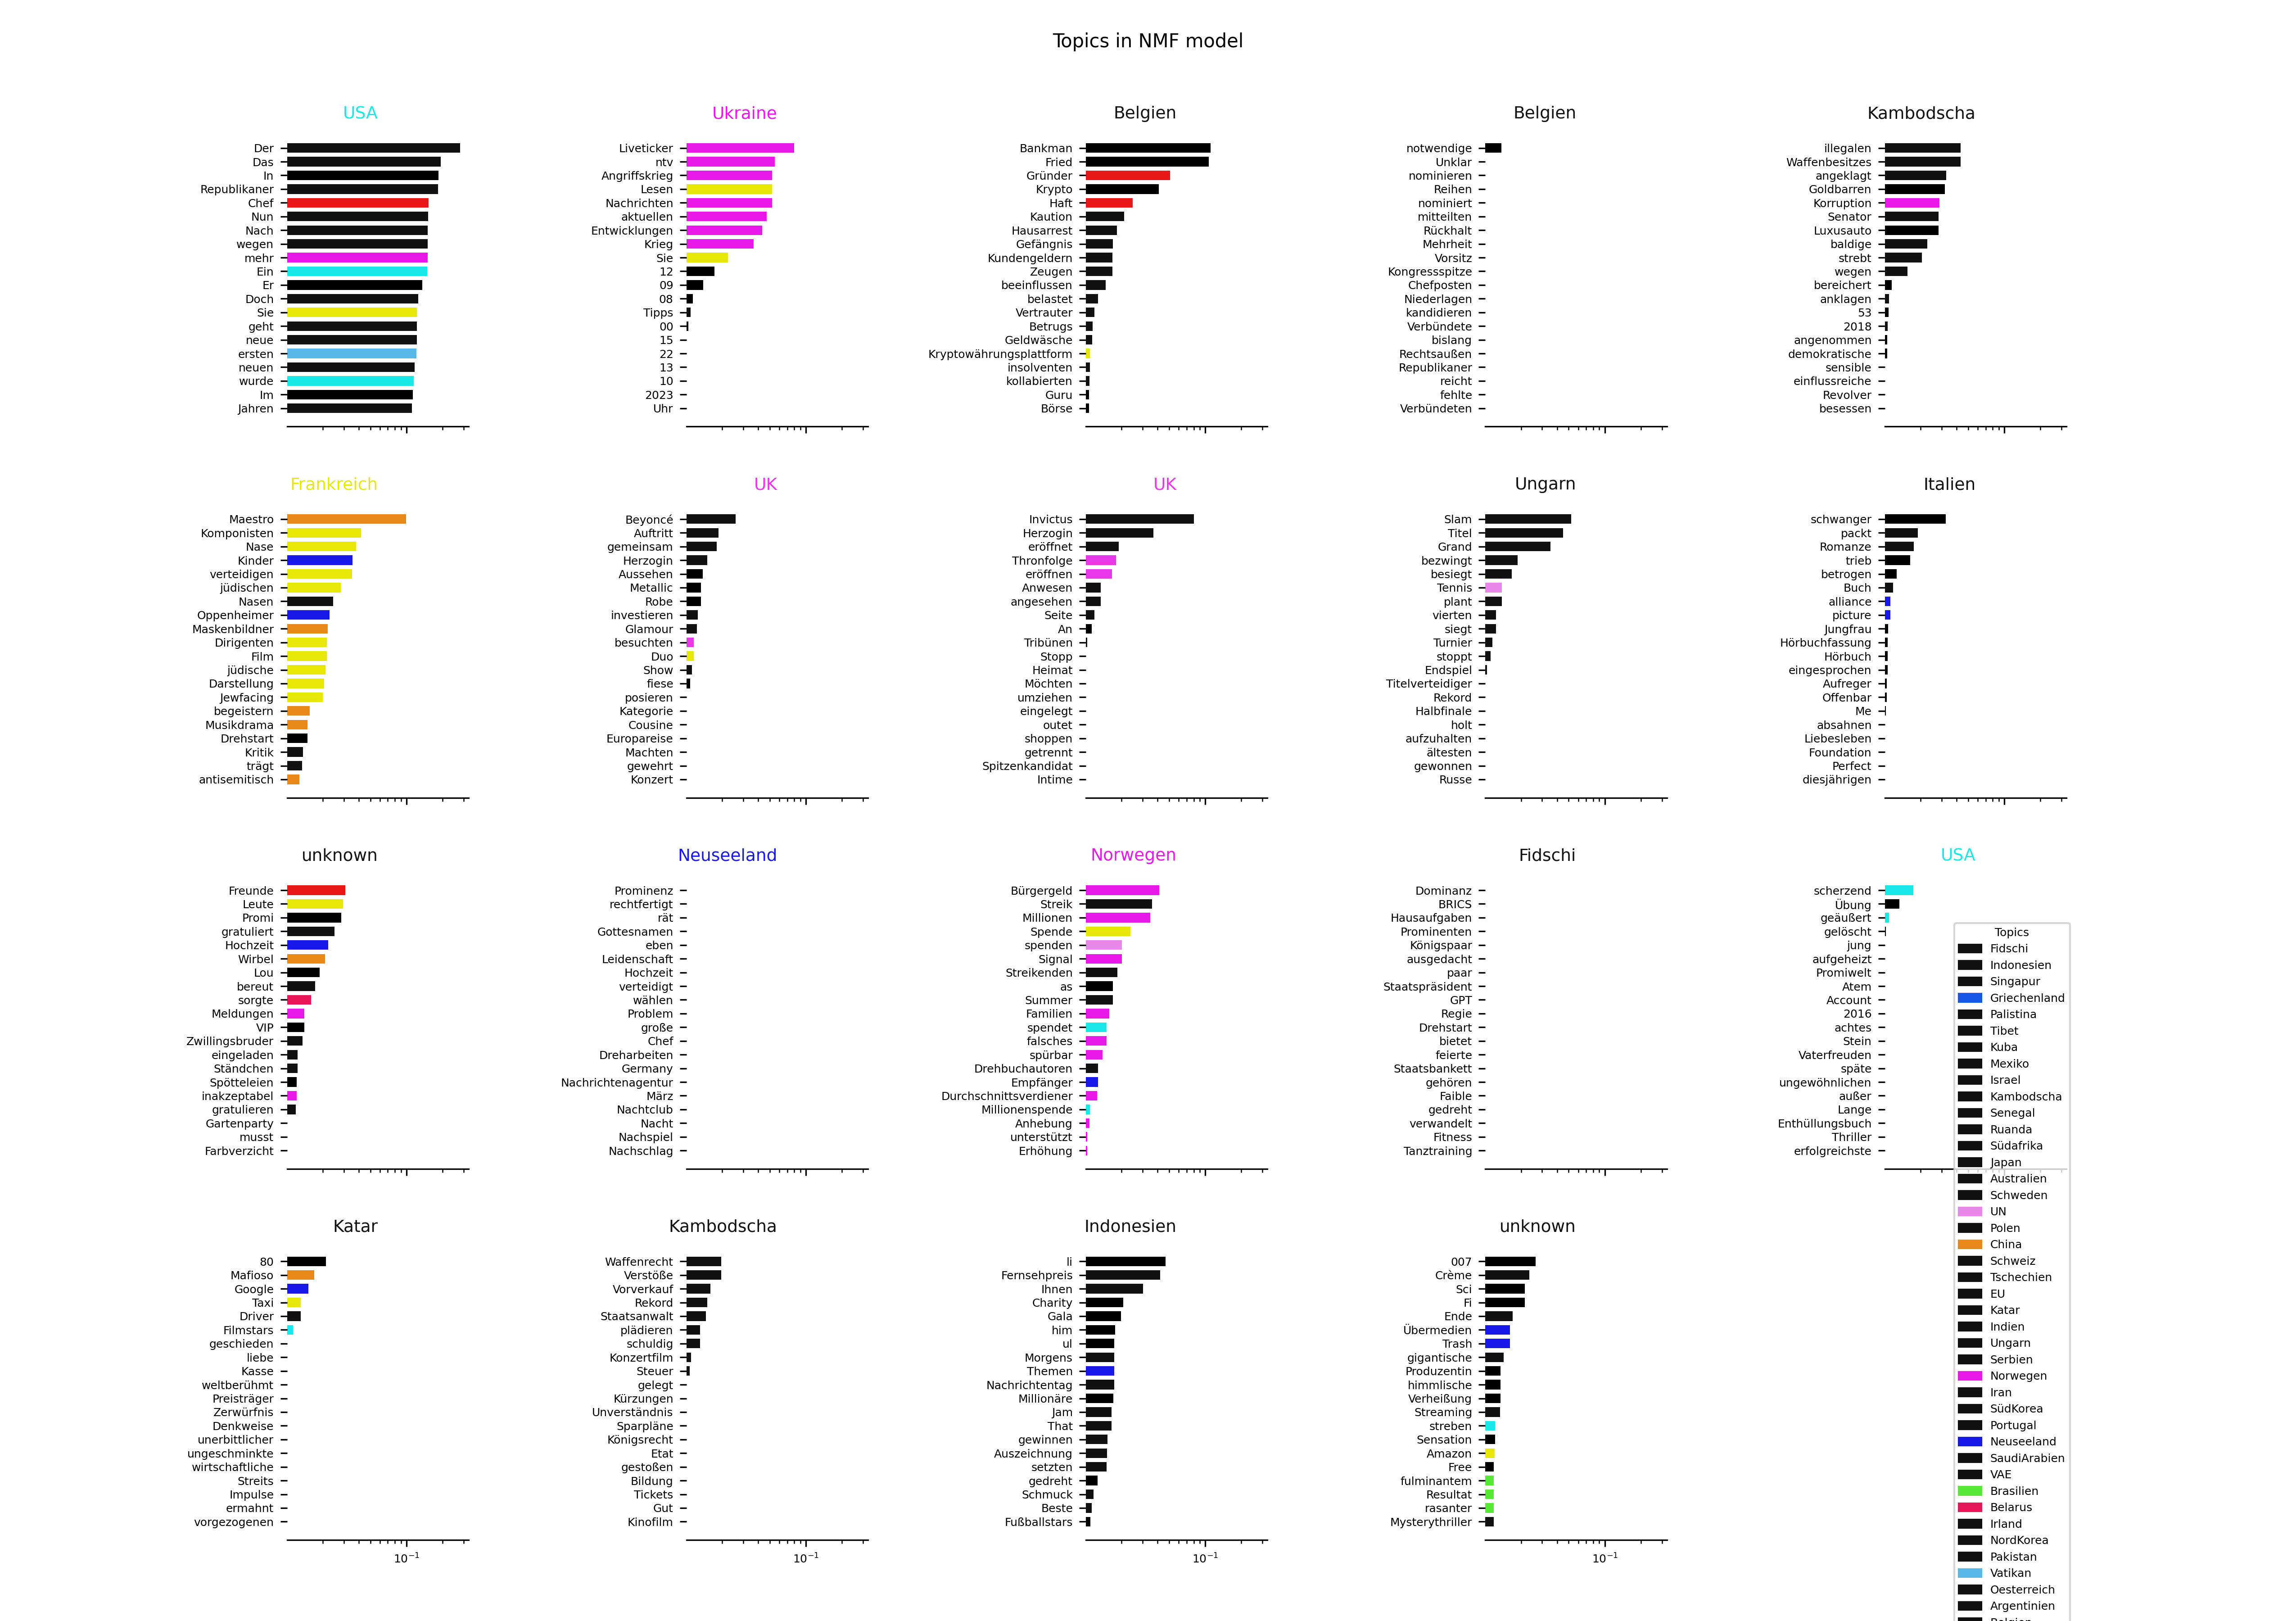 Topics in NMF model
USA
Der
Das
In
Republikaner
Chef
Nun
Nach
wegen
mehr
Ein
Er
Doch
Sie
geht
neue
ersten
neuen
wurde
Im
Jahren
Ukraine
Liveticker
ntv
Angriffskrieg
Lesen
Nachrichten
aktuellen
Entwicklungen
Krieg
Sie
12
09
08
Tipps
00
15
22
13
10
2023
Uhr
Belgien
Bankman
Fried
Gründer
Krypto
Haft
Kaution
Hausarrest
Gefängnis
Kundengeldern
Zeugen
beeinflussen
belastet
Vertrauter
Betrugs
Geldwäsche
Kryptowährungsplattform
insolventen
kollabierten
Guru
Börse
Belgien
notwendige
Unklar
nominieren
Reihen
nominiert
mitteilten
Rückhalt
Mehrheit
Vorsitz
Kongressspitze
Chefposten
Niederlagen
kandidieren
Verbündete
bislang
Rechtsaußen
Republikaner
reicht
fehlte
Verbündeten
Kambodscha
illegalen
Waffenbesitzes
angeklagt
Goldbarren
Korruption
Senator
Luxusauto
baldige
strebt
wegen
bereichert
anklagen
53
2018
angenommen
demokratische
sensible
einflussreiche
Revolver
besessen
Frankreich
Maestro
Komponisten
Nase
Kinder
verteidigen
jüdischen
Nasen
Oppenheimer
Maskenbildner
Dirigenten
Film
jüdische
Darstellung
Jewfacing
begeistern
Musikdrama
Drehstart
Kritik
trägt
antisemitisch
UK
Beyoncé
Auftritt
gemeinsam
Herzogin
Aussehen
Metallic
Robe
investieren
Glamour
besuchten
Duo
Show
fiese
posieren
Kategorie
Cousine
Europareise
Machten
gewehrt
Konzert
UK
Invictus
Herzogin
eröffnet
Thronfolge
eröffnen
Anwesen
angesehen
Seite
An
Tribünen
Stopp
Heimat
Möchten
umziehen
eingelegt
outet
shoppen
getrennt
Spitzenkandidat
Intime
Ungarn
Slam
Titel
Grand
bezwingt
besiegt
Tennis
plant
vierten
siegt
Turnier
stoppt
Endspiel
Titelverteidiger
Rekord
Halbfinale
holt
aufzuhalten
ältesten
gewonnen
Russe
Italien
schwanger
packt
Romanze
trieb
betrogen
Buch
alliance
picture
Jungfrau
Hörbuchfassung
Hörbuch
eingesprochen
Aufreger
Offenbar
Me
absahnen
Liebesleben
Foundation
Perfect
diesjährigen
unknown
Freunde
Leute
Promi
gratuliert
Hochzeit
Wirbel
Lou
bereut
sorgte
Meldungen
VIP
Zwillingsbruder
eingeladen
Ständchen
Spötteleien
inakzeptabel
gratulieren
Gartenparty
musst
Farbverzicht
Neuseeland
Prominenz
rechtfertigt
rät
Gottesnamen
eben
Leidenschaft
Hochzeit
verteidigt
wählen
Problem
große
Chef
Dreharbeiten
Germany
Nachrichtenagentur
März
Nachtclub
Nacht
Nachspiel
Nachschlag
Norwegen
Bürgergeld
Streik
Millionen
Spende
spenden
Signal
Streikenden
as
Summer
Familien
spendet
falsches
spürbar
Drehbuchautoren
Empfänger
Durchschnittsverdiener
Millionenspende
Anhebung
unterstützt
Erhöhung
Fidschi
Dominanz
BRICS
Hausaufgaben
Prominenten
Königspaar
ausgedacht
paar
Staatspräsident
GPT
Regie
Drehstart
bietet
feierte
Staatsbankett
gehören
Faible
gedreht
verwandelt
Fitness
Tanztraining
USA
scherzend
Übung
geäußert
gelöscht
jung
aufgeheizt
Promiwelt
Atem
Account
2016
achtes
Stein
Vaterfreuden
späte
ungewöhnlichen
außer
Lange
Enthüllungsbuch
Thriller
erfolgreichste
Katar
80
Mafioso
Google
Taxi
Driver
Filmstars
geschieden
liebe
Kasse
weltberühmt
Preisträger
Zerwürfnis
Denkweise
unerbittlicher
ungeschminkte
wirtschaftliche
Streits
Impulse
ermahnt
vorgezogenen
10⁻¹
Kambodscha
Waffenrecht
Verstöße
Vorverkauf
Rekord
Staatsanwalt
plädieren
schuldig
Konzertfilm
Steuer
gelegt
Kürzungen
Unverständnis
Sparpläne
Königsrecht
Etat
gestoßen
Bildung
Tickets
Gut
Kinofilm
10⁻¹
Indonesien
li
Fernsehpreis
Ihnen
Charity
Gala
him
ul
Morgens
Themen
Nachrichtentag
Millionäre
Jam
That
gewinnen
Auszeichnung
setzten
gedreht
Schmuck
Beste
Fußballstars
10⁻¹
unknown
007
Crème
Sci
Fi
Ende
Übermedien
Trash
gigantische
Produzentin
himmlische
Verheißung
Streaming
streben
Sensation
Amazon
Free
fulminantem
Resultat
rasanter
Mysterythriller
10⁻¹
Topics
Fidschi
Indonesien
Singapur
Griechenland
Palistina
Tibet
Kuba
Mexiko
Israel
Kambodscha
Senegal
Ruanda
Südafrika
Japan
Australien
Schweden
UN
Polen
China
Schweiz
Tschechien
EU
Katar
Indien
Ungarn
Serbien
Norwegen
Iran
SüdKorea
Portugal
Neuseeland
SaudiArabien
VAE
Brasilien
Belarus
Irland
NordKorea
Pakistan
Vatikan
Oesterreich
Argentinien